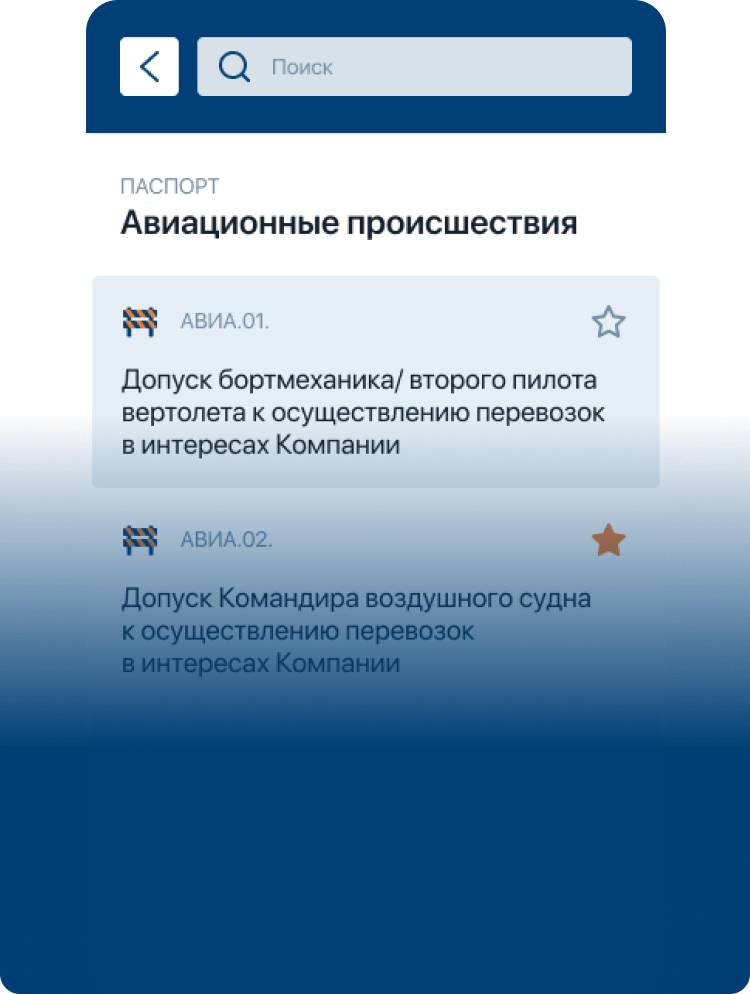 Поиск
ПАСПОРТ
Авиационные происшествия
АВИА.01.
Допуск бортмеханика/ второго пилота
вертолета к осуществлению перевозок
в интересах Компании
АВИА.02.
Допуск Командира воздушного судна
к осуществлению перевозок
в интересах Компании